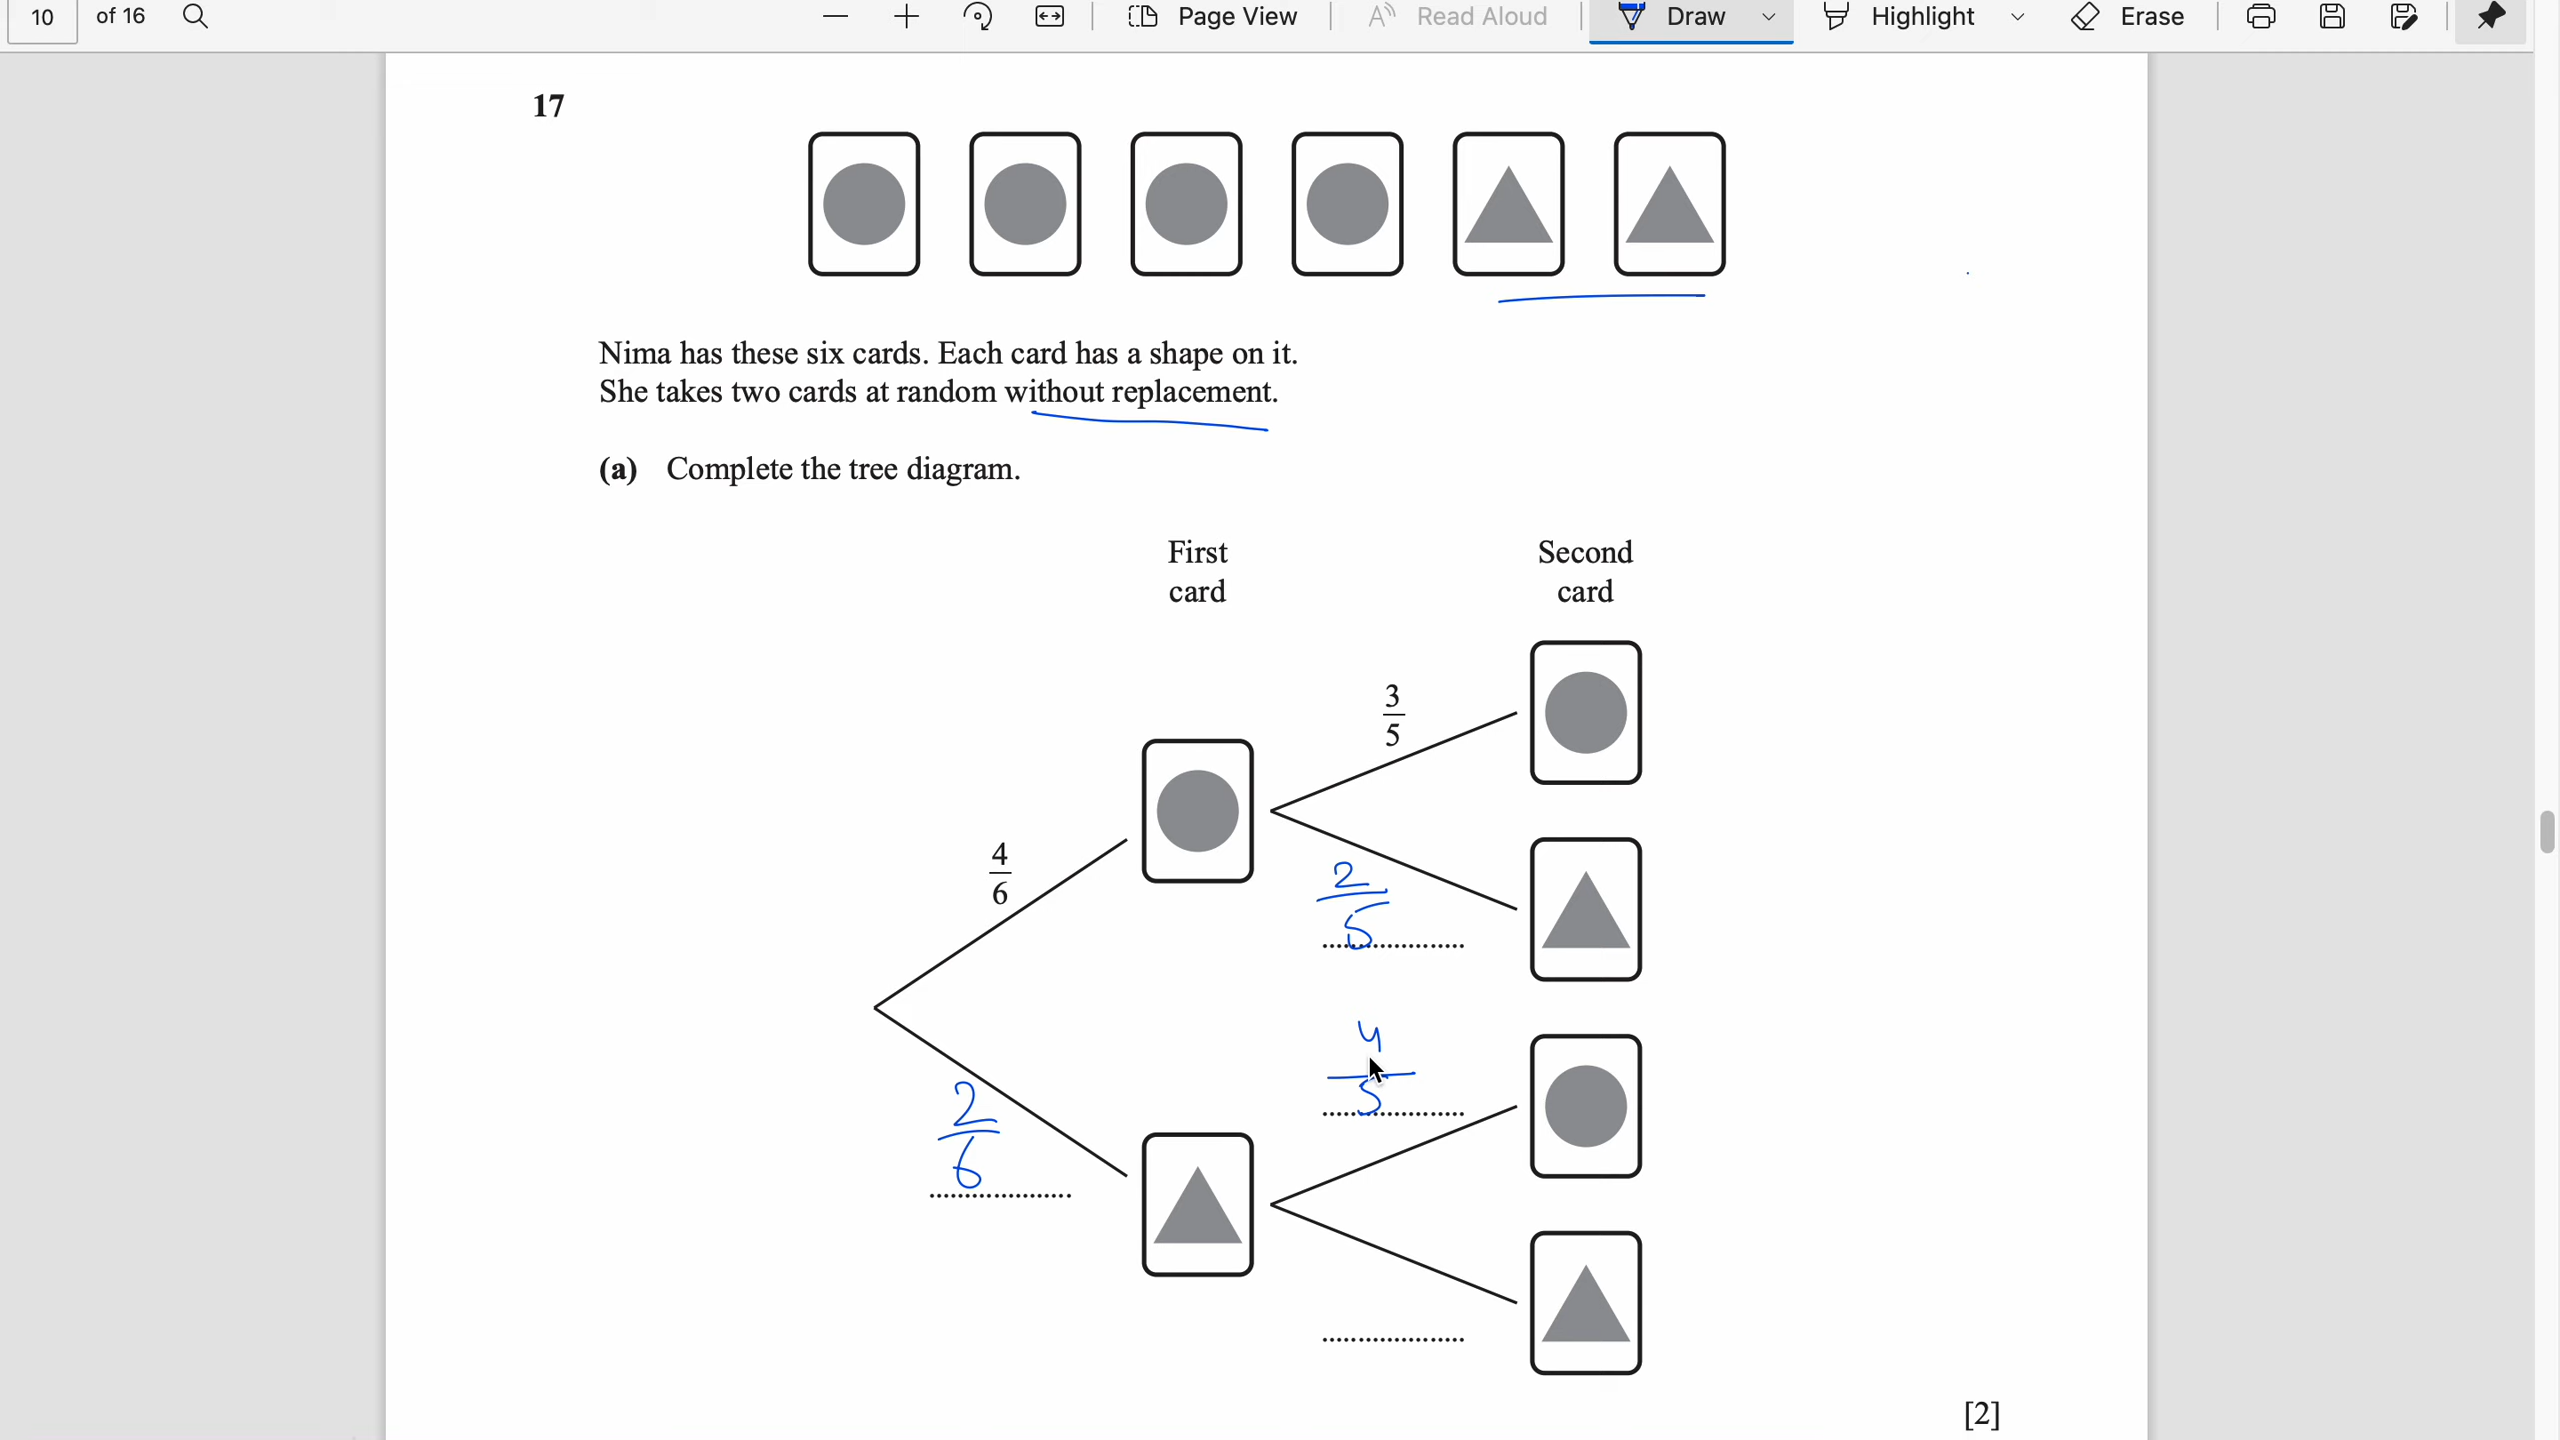 10 of 16 Page View Read Aloud Draw Highlight Erase
17
Nima has these six cards. Each card has a shape on it.
She takes two cards at random without replacement.
(a) Complete the tree diagram.
First
card
Second
card
3
5
4
6
2
5
4
5
2
6
[2]